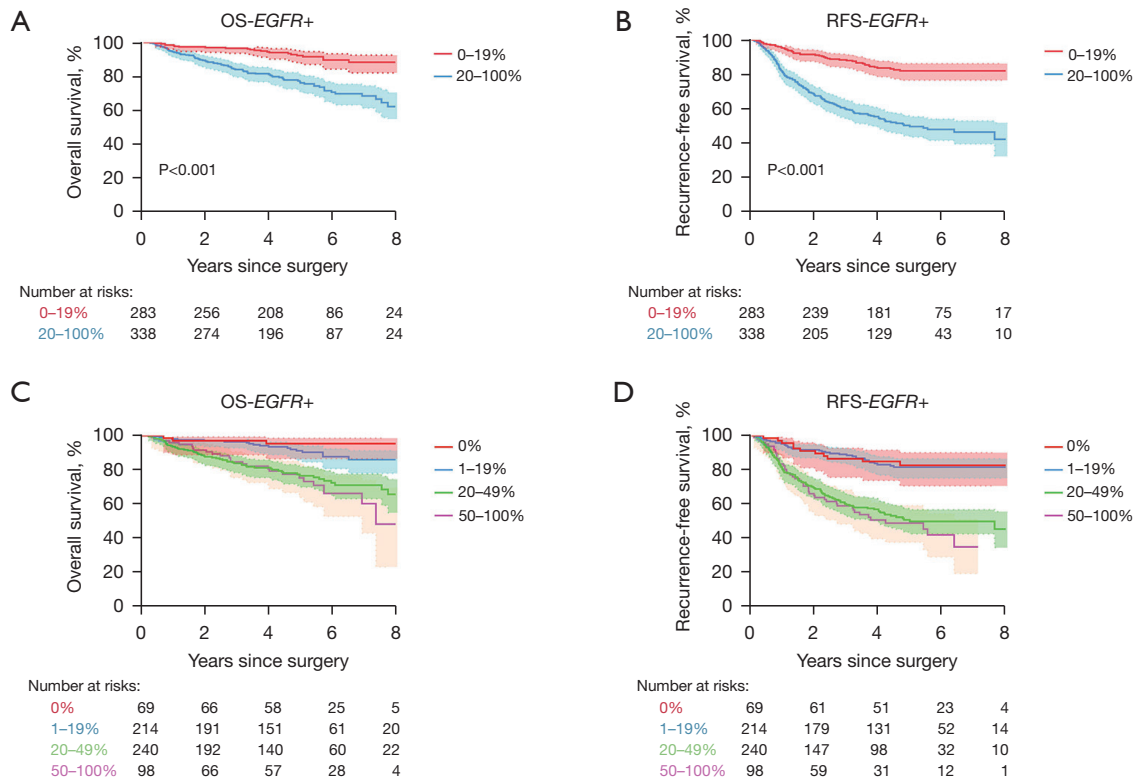 A
OS-EGFR+
Overall survival, %
100
80
60
40
20
0
P<0.001
0–19%
20–100%
0 2 4 6 8
Years since surgery
Number at risks:
0–19% 283 256 208 86 24
20–100% 338 274 196 87 24
B
RFS-EGFR+
Recurrence-free survival, %
100
80
60
40
20
0
P<0.001
0–19%
20–100%
0 2 4 6 8
Years since surgery
Number at risks:
0–19% 283 239 181 75 17
20–100% 338 205 129 43 10
C
OS-EGFR+
Overall survival, %
100
80
60
40
20
0
0%
1–19%
20–49%
50–100%
0 2 4 6 8
Years since surgery
Number at risks:
0% 69 66 58 25 5
1–19% 214 191 151 61 20
20–49% 240 192 140 60 22
50–100% 98 66 57 28 4
D
RFS-EGFR+
Recurrence-free survival, %
100
80
60
40
20
0
0%
1–19%
20–49%
50–100%
0 2 4 6 8
Years since surgery
Number at risks:
0% 69 61 51 23 4
1–19% 214 179 131 52 14
20–49% 240 147 98 32 10
50–100% 98 59 31 12 1